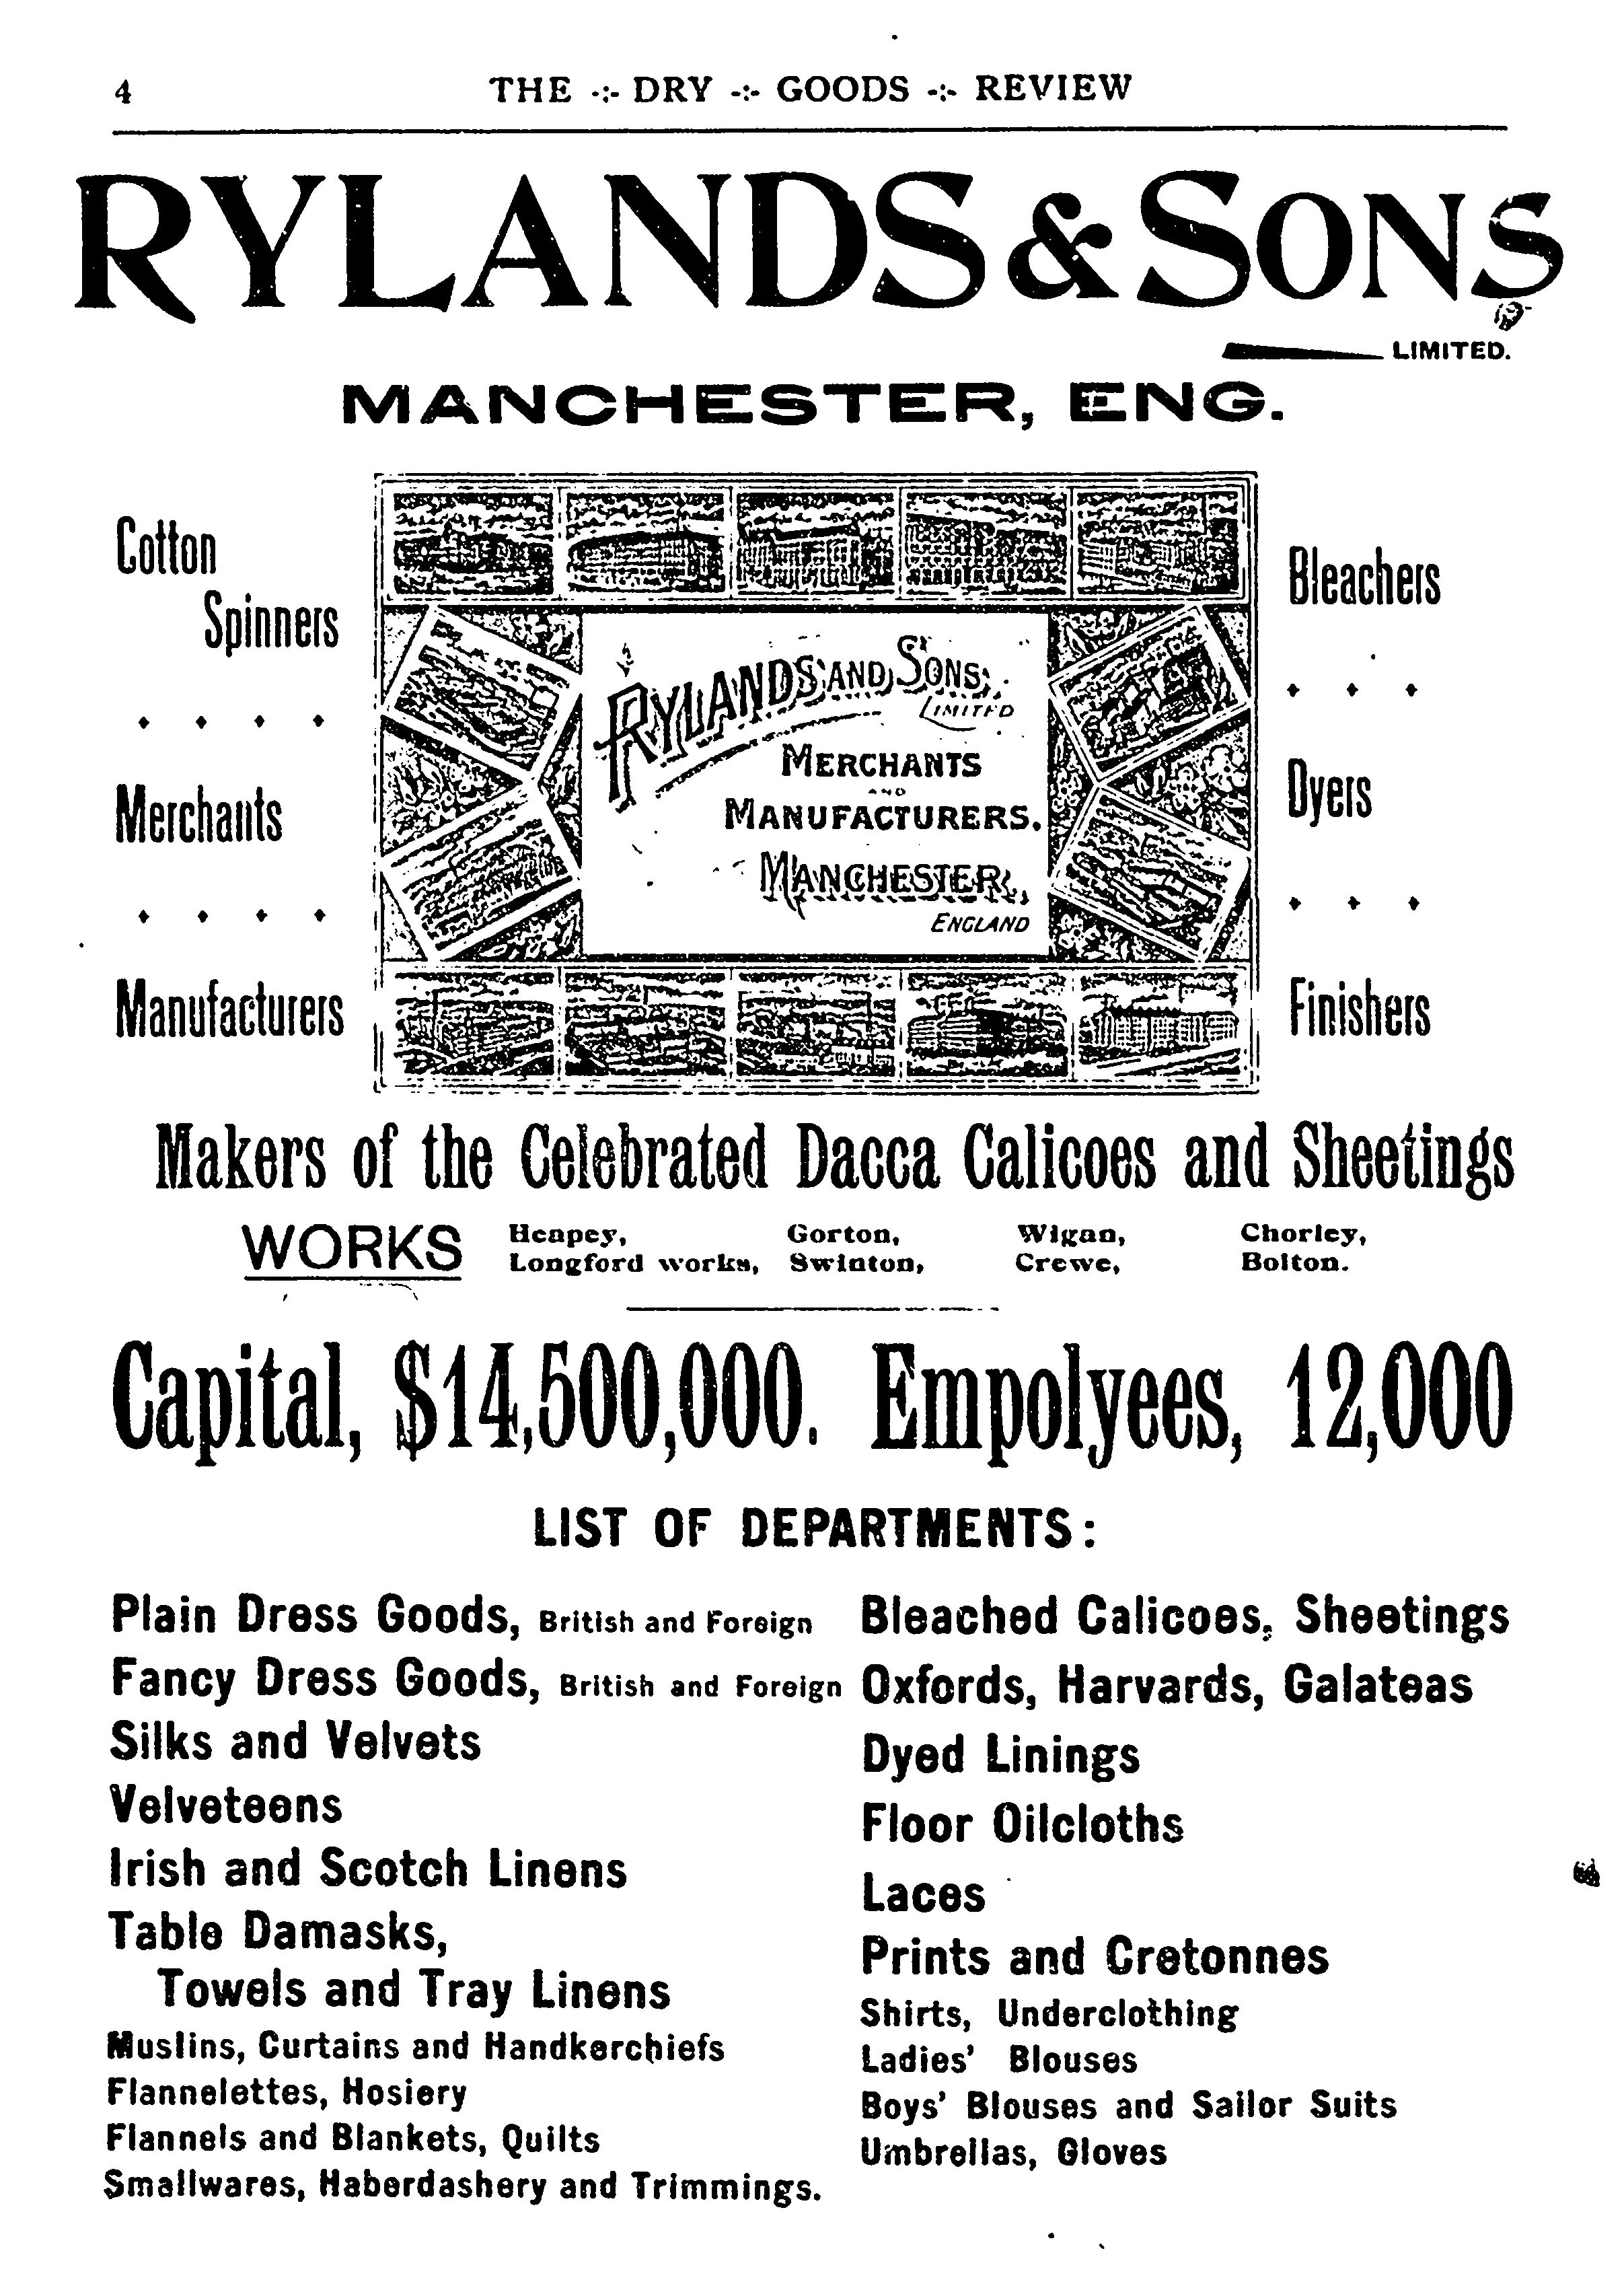 4
THE -:- DRY -:- GOODS -:- REVIEW
RYLANDS & SONS
LIMITED.
MANCHESTER, ENG.
Cotton
Spinners
Merchants
Manufacturers
RYLANDS AND SONS,
LIMITED
MERCHANTS
AND
MANUFACTURERS.
MANCHESTER,
ENGLAND
Bleachers
Dyers
Finishers
Makers of the Celebrated Dacca Calicoes and Sheetings
WORKS
Heapey, Gorton, Wigan, Chorley,
Longford works, Swinton, Crewe, Bolton.
Capital, $14,500,000. Empolyees, 12,000
LIST OF DEPARTMENTS:
Plain Dress Goods, British and Foreign
Fancy Dress Goods, British and Foreign
Silks and Velvets
Velveteens
Irish and Scotch Linens
Table Damasks,
Towels and Tray Linens
Muslins, Curtains and Handkerchiefs
Flannelettes, Hosiery
Flannels and Blankets, Quilts
Smallwares, Haberdashery and Trimmings.
Bleached Calicoes, Sheetings
Oxfords, Harvards, Galateas
Dyed Linings
Floor Oilcloths
Laces
Prints and Cretonnes
Shirts, Underclothing
Ladies' Blouses
Boys' Blouses and Sailor Suits
Umbrellas, Gloves